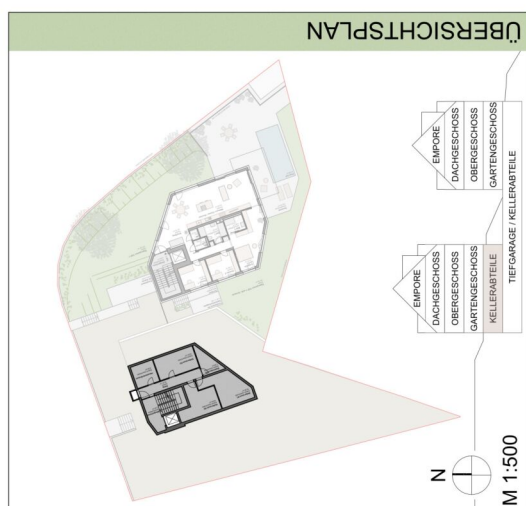 ÜBERSICHTSPLAN
EMPORE
DACHGESCHOSS
OBERGESCHOSS
GARTENGESCHOSS
EMPORE
DACHGESCHOSS
OBERGESCHOSS
GARTENGESCHOSS
KELLERABTEILE
TIEFGARAGE / KELLERABTEILE
N
M 1:500